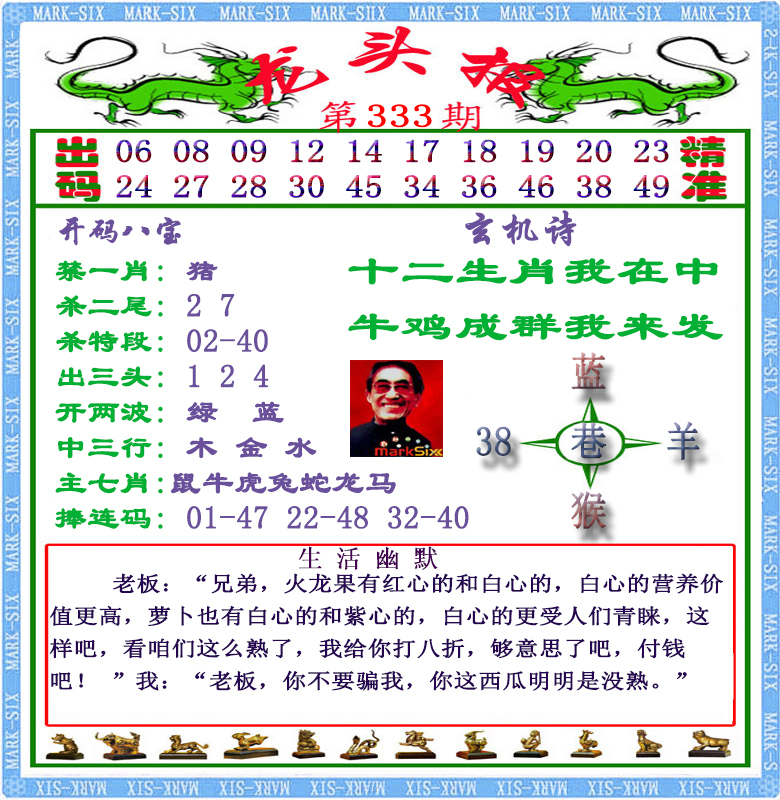 MARK-SIX MARK-SIX MARK-SIX MARK-SIX MARK-SIX MARK-SIX MARK-SIX MARK-SIX
龙头报
第333期
出码
06 08 09 12 14 17 18 19 20 23
24 27 28 30 45 34 36 46 38 49
精准
开码八宝
禁一肖：猪
杀二尾：2 7
杀特段：02-40
出三头：1 2 4
开两波：绿 蓝
中三行：木 金 水
主七肖：鼠牛虎兔蛇龙马
捧连码：01-47 22-48 32-40
玄机诗
十二生肖我在中
牛鸡成群我来发
MarkSix
蓝
38 巷 羊
猴
生活幽默
老板：“兄弟，火龙果有红心的和白心的，白心的营养价
值更高，萝卜也有白心的和紫心的，白心的更受人们青睐，这
样吧，看咱们这么熟了，我给你打八折，够意思了吧，付钱
吧！ ”我：“老板，你不要骗我，你这西瓜明明是没熟。”
MARK-SIX MARK-SIX MARK-SIX MARK-SIX MARK-SIX MARK-SIX MARK-SIX MARK-SIX